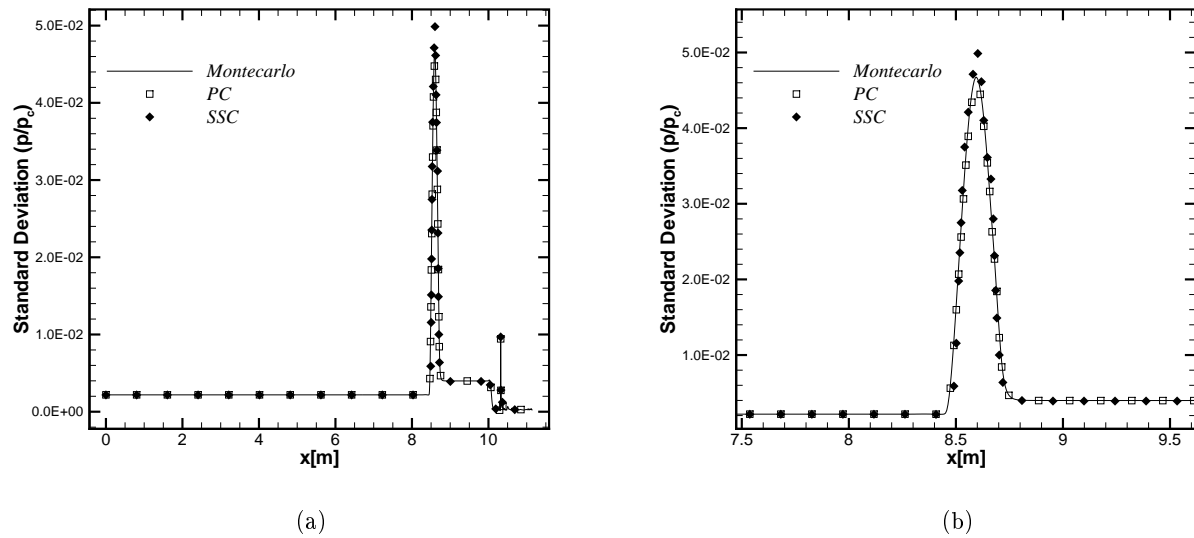 5.0E-02
4.0E-02
3.0E-02
2.0E-02
1.0E-02
0.0E+00
Standard Deviation (p/pc)
Montecarlo
PC
SSC
0 2 4 6 8 10
x[m]
(a)
5.0E-02
4.0E-02
3.0E-02
2.0E-02
1.0E-02
Standard Deviation (p/pc)
Montecarlo
PC
SSC
7.5 8 8.5 9 9.5
x[m]
(b)